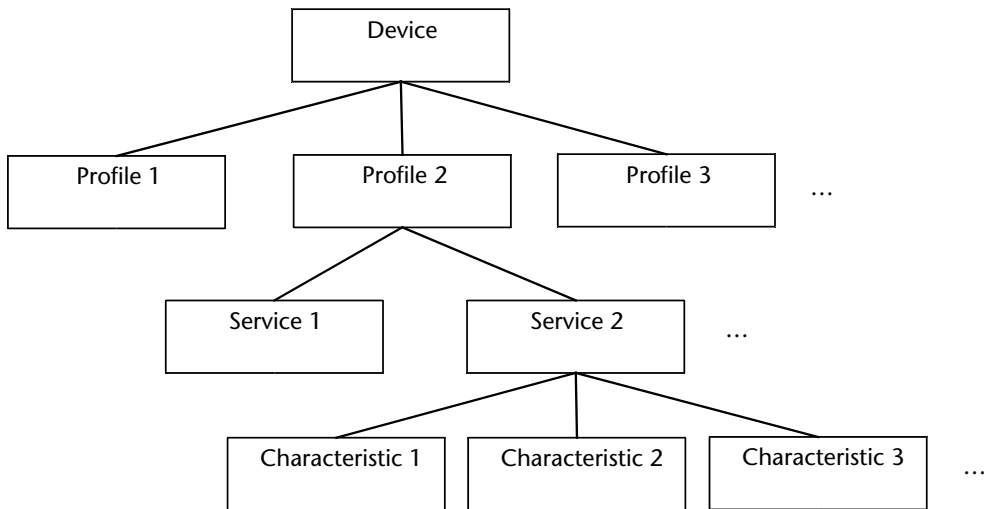 Device
Profile 1 Profile 2 Profile 3 ...
Service 1 Service 2 ...
Characteristic 1 Characteristic 2 Characteristic 3 ...